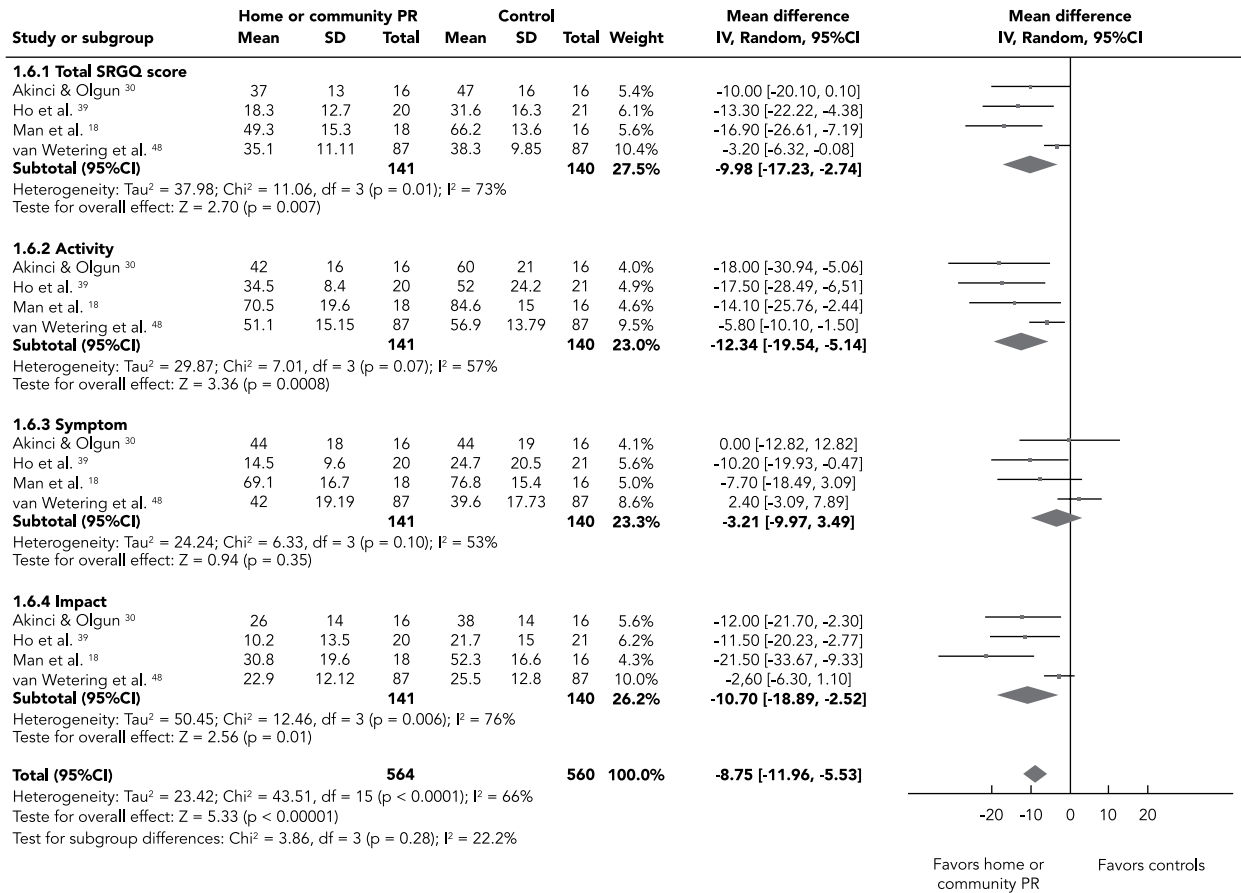 Home or community PR Control Mean difference Mean difference
Study or subgroup Mean SD Total Mean SD Total Weight IV, Random, 95%CI IV, Random, 95%CI
1.6.1 Total SRGQ score
Akinci & Olgun 30 37 13 16 47 16 16 5.4% -10.00 [-20.10, 0.10]
Ho et al. 39 18.3 12.7 20 31.6 16.3 21 6.1% -13.30 [-22.22, -4.38]
Man et al. 18 49.3 15.3 18 66.2 13.6 16 5.6% -16.90 [-26.61, -7.19]
van Wetering et al. 48 35.1 11.11 87 38.3 9.85 87 10.4% -3.20 [-6.32, -0.08]
Subtotal (95%CI) 141 140 27.5% -9.98 [-17.23, -2.74]
Heterogeneity: Tau² = 37.98; Chi² = 11.06, df = 3 (p = 0.01); I² = 73%
Teste for overall effect: Z = 2.70 (p = 0.007)
1.6.2 Activity
Akinci & Olgun 30 42 16 16 60 21 16 4.0% -18.00 [-30.94, -5.06]
Ho et al. 39 34.5 8.4 20 52 24.2 21 4.9% -17.50 [-28.49, -6,51]
Man et al. 18 70.5 19.6 18 84.6 15 16 4.6% -14.10 [-25.76, -2.44]
van Wetering et al. 48 51.1 15.15 87 56.9 13.79 87 9.5% -5.80 [-10.10, -1.50]
Subtotal (95%CI) 141 140 23.0% -12.34 [-19.54, -5.14]
Heterogeneity: Tau² = 29.87; Chi² = 7.01, df = 3 (p = 0.07); I² = 57%
Teste for overall effect: Z = 3.36 (p = 0.0008)
1.6.3 Symptom
Akinci & Olgun 30 44 18 16 44 19 16 4.1% 0.00 [-12.82, 12.82]
Ho et al. 39 14.5 9.6 20 24.7 20.5 21 5.6% -10.20 [-19.93, -0.47]
Man et al. 18 69.1 16.7 18 76.8 15.4 16 5.0% -7.70 [-18.49, 3.09]
van Wetering et al. 48 42 19.19 87 39.6 17.73 87 8.6% 2.40 [-3.09, 7.89]
Subtotal (95%CI) 141 140 23.3% -3.21 [-9.97, 3.49]
Heterogeneity: Tau² = 24.24; Chi² = 6.33, df = 3 (p = 0.10); I² = 53%
Teste for overall effect: Z = 0.94 (p = 0.35)
1.6.4 Impact
Akinci & Olgun 30 26 14 16 38 14 16 5.6% -12.00 [-21.70, -2.30]
Ho et al. 39 10.2 13.5 20 21.7 15 21 6.2% -11.50 [-20.23, -2.77]
Man et al. 18 30.8 19.6 18 52.3 16.6 16 4.3% -21.50 [-33.67, -9.33]
van Wetering et al. 48 22.9 12.12 87 25.5 12.8 87 10.0% -2,60 [-6.30, 1.10]
Subtotal (95%CI) 141 140 26.2% -10.70 [-18.89, -2.52]
Heterogeneity: Tau² = 50.45; Chi² = 12.46, df = 3 (p = 0.006); I² = 76%
Teste for overall effect: Z = 2.56 (p = 0.01)
Total (95%CI) 564 560 100.0% -8.75 [-11.96, -5.53]
Heterogeneity: Tau² = 23.42; Chi² = 43.51, df = 15 (p < 0.0001); I² = 66%
Teste for overall effect: Z = 5.33 (p < 0.00001)
Test for subgroup differences: Chi² = 3.86, df = 3 (p = 0.28); I² = 22.2%
-20 -10 0 10 20
Favors home or community PR
Favors controls